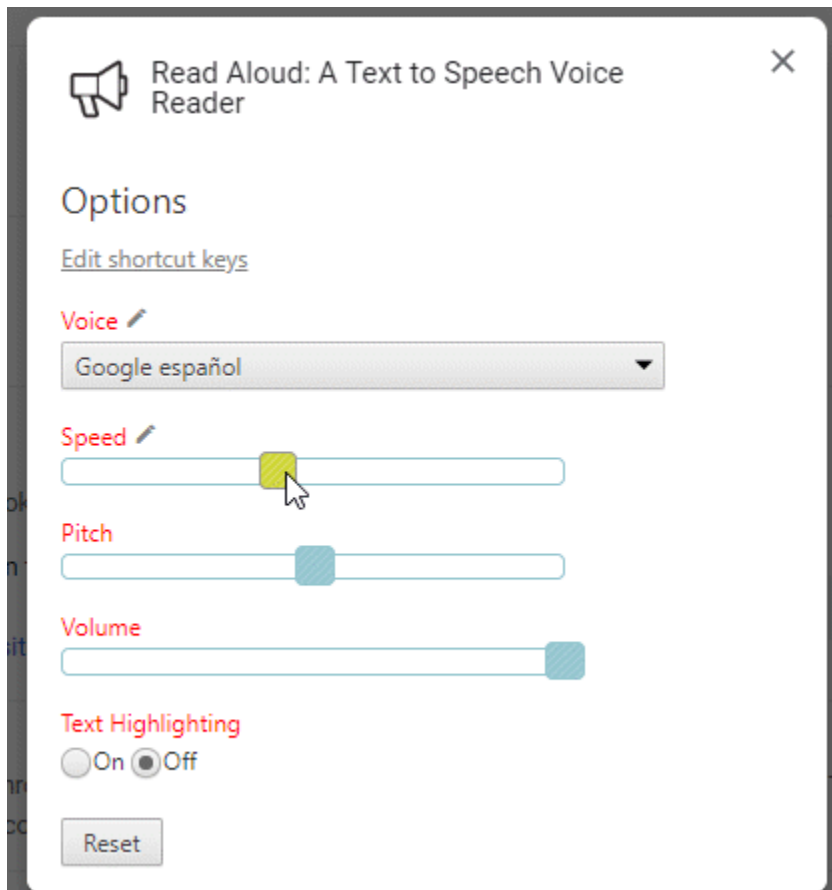 Read Aloud: A Text to Speech Voice
Reader
Options
Edit shortcut keys
Voice
Google español
Speed
Pitch
Volume
Text Highlighting
On Off
Reset